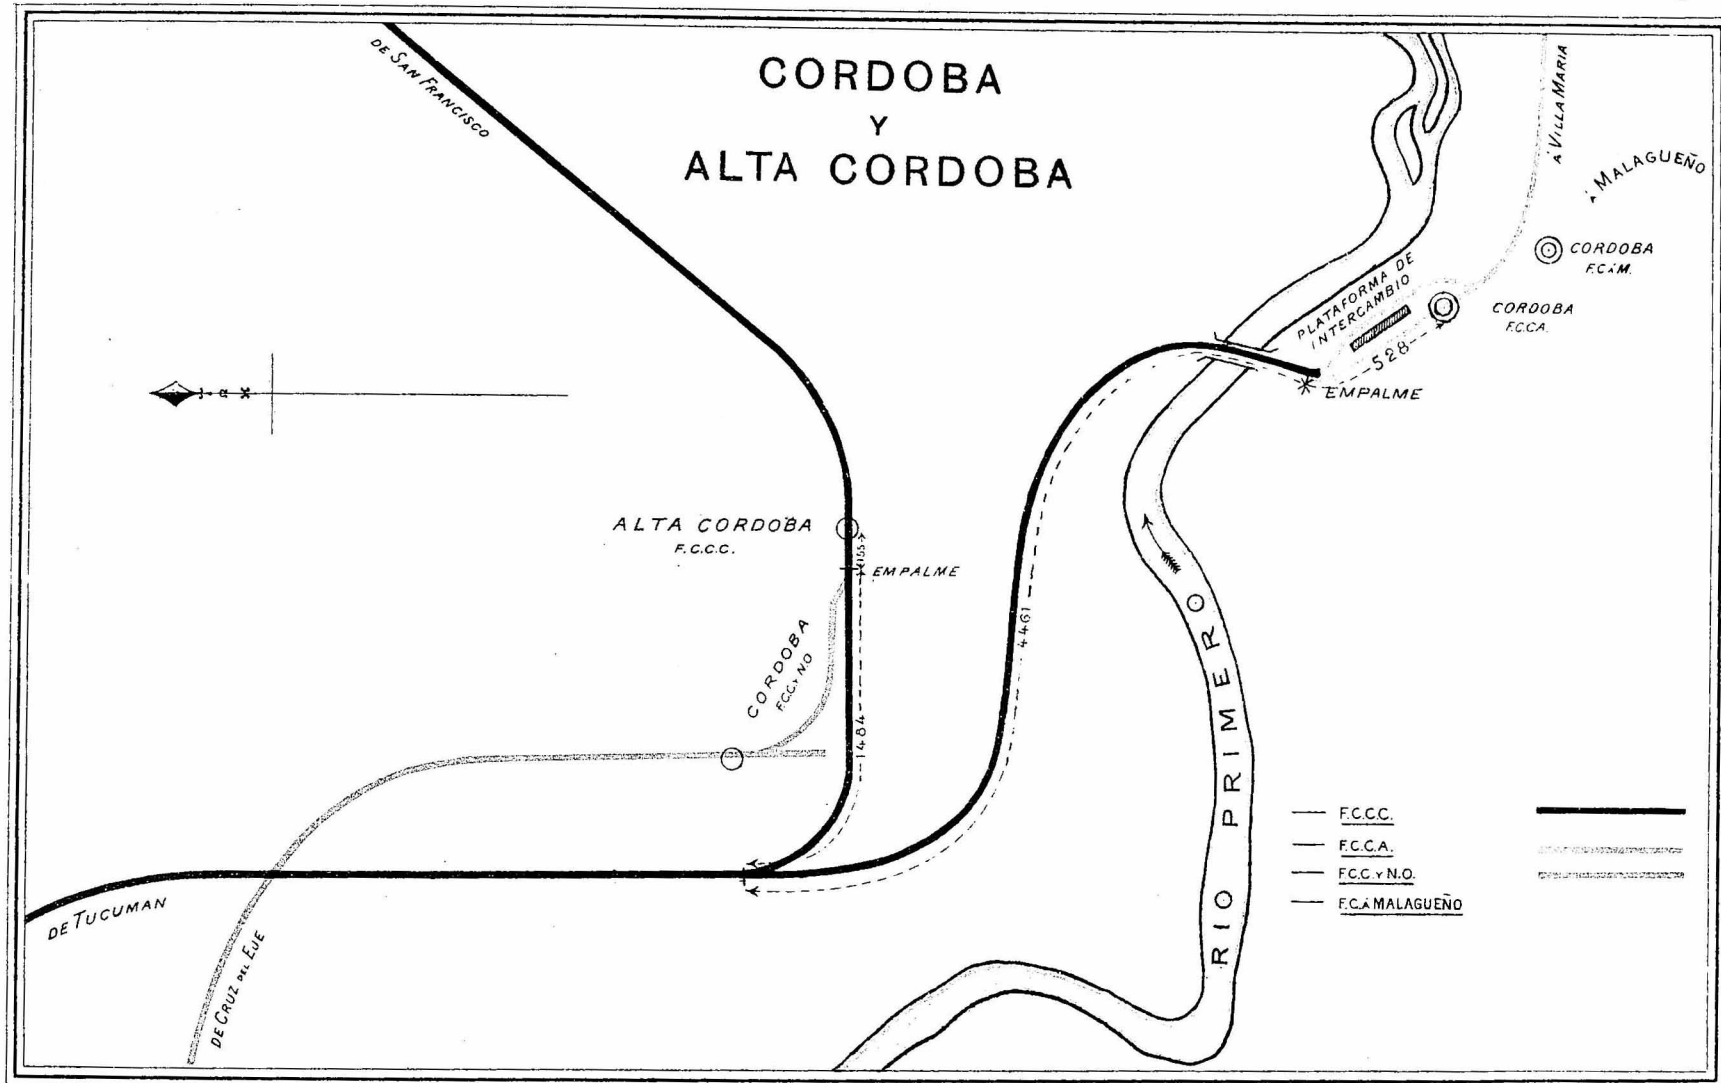 CORDOBA
Y
ALTA CORDOBA
DE SAN FRANCISCO
á VILLA MARIA
á MALAGUEÑO
CORDOBA
F.C.á M.
PLATAFORMA DE
INTERCAMBIO
CORDOBA
F.C.C.A.
528
EMPALME
ALTA CORDOBA
F.C.C.C.
155
EMPALME
4461
CORDOBA
F.C.C. Y N.O
1484
RIO PRIMERO
F.C.C.C.
F.C.C.A.
F.C.C. Y N.O.
F.C. á MALAGUEÑO
DE TUCUMAN
DE CRUZ DEL EJE